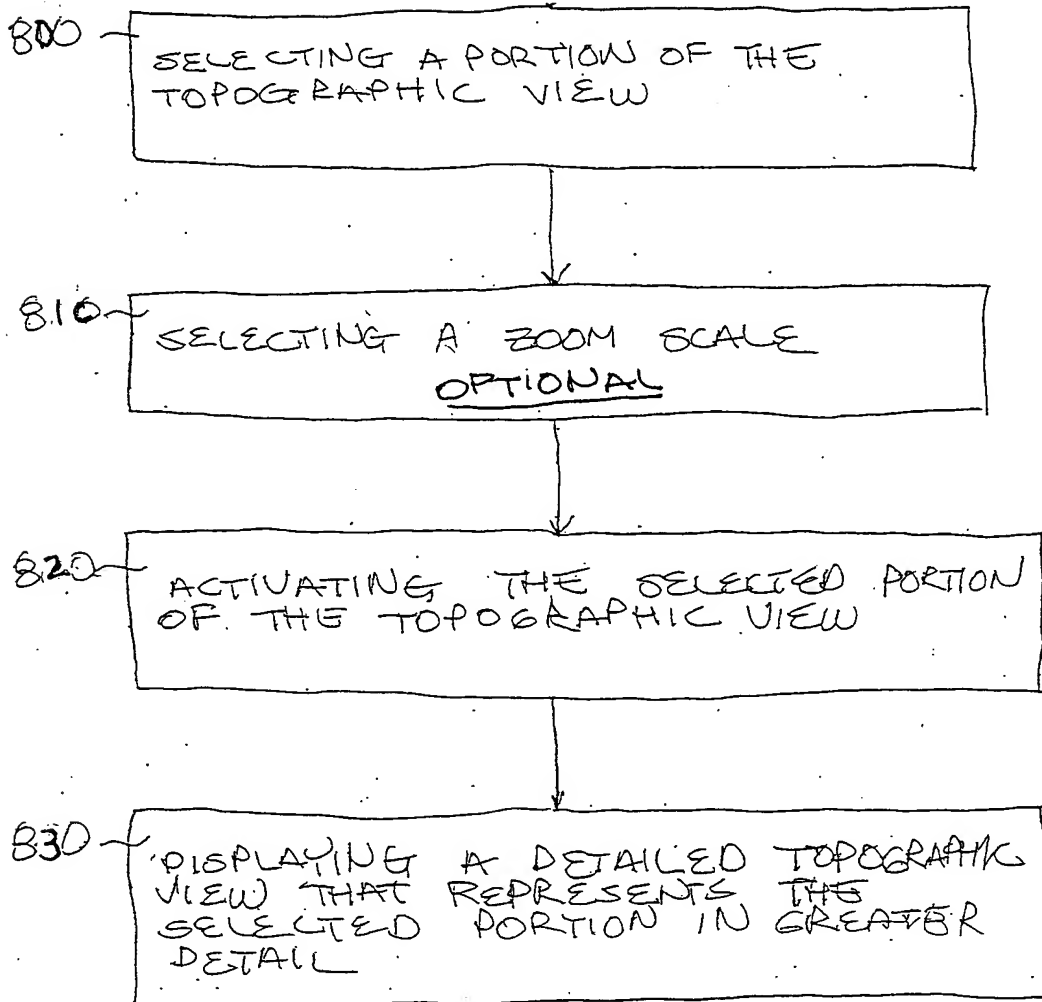 800
SELECTING A PORTION OF THE
TOPOGRAPHIC VIEW
810
SELECTING A ZOOM SCALE
OPTIONAL
820
ACTIVATING THE SELECTED PORTION
OF THE TOPOGRAPHIC VIEW
830
DISPLAYING A DETAILED TOPOGRAPHIC
VIEW THAT REPRESENTS THE
SELECTED PORTION IN GREATER
DETAIL